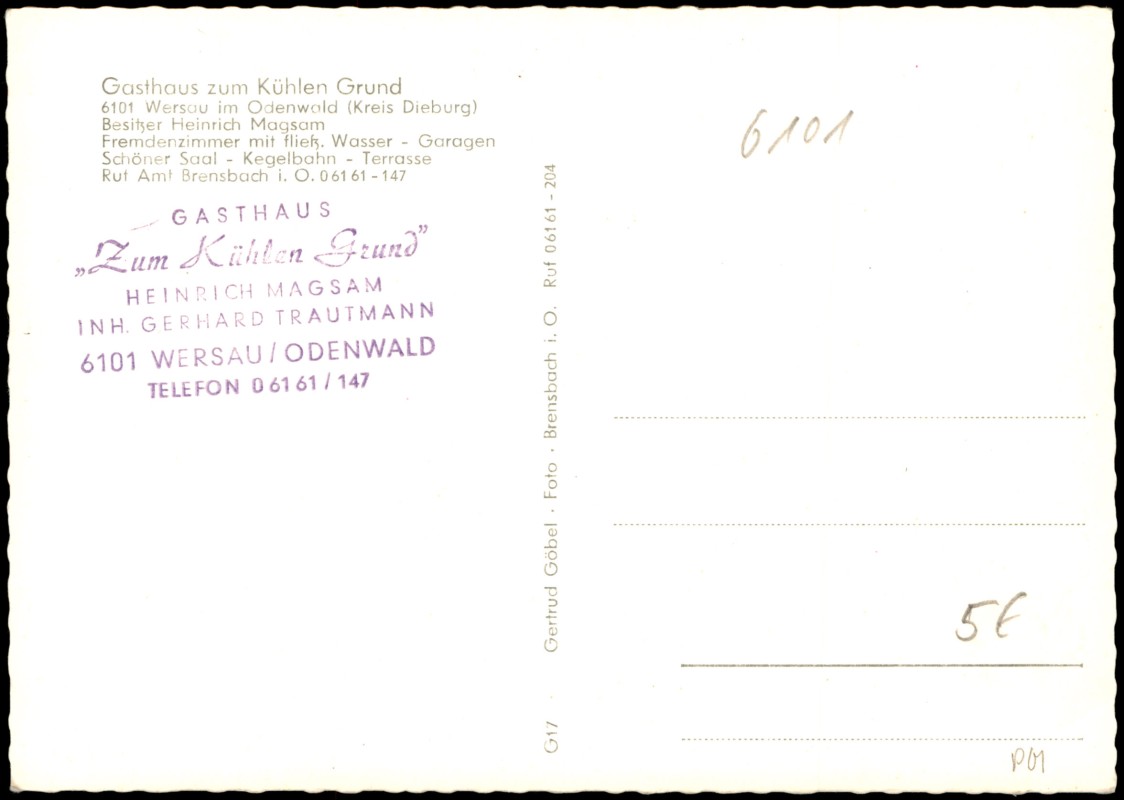 Gasthaus zum Kühlen Grund
6101 Wersau im Odenwald (Kreis Dieburg)
Besitzer Heinrich Magsam
Fremdenzimmer mit fließ. Wasser - Garagen
Schöner Saal - Kegelbahn - Terrasse
Ruf Amt Brensbach i. O. 06161-147
GASTHAUS
„Zum Kühlen Grund”
HEINRICH MAGSAM
INH. GERHARD TRAUTMANN
6101 WERSAU/ODENWALD
TELEFON 06161/147
G17 · Gertrud Göbel · Foto · Brensbach i. O. Ruf 06161-204
6101
5€